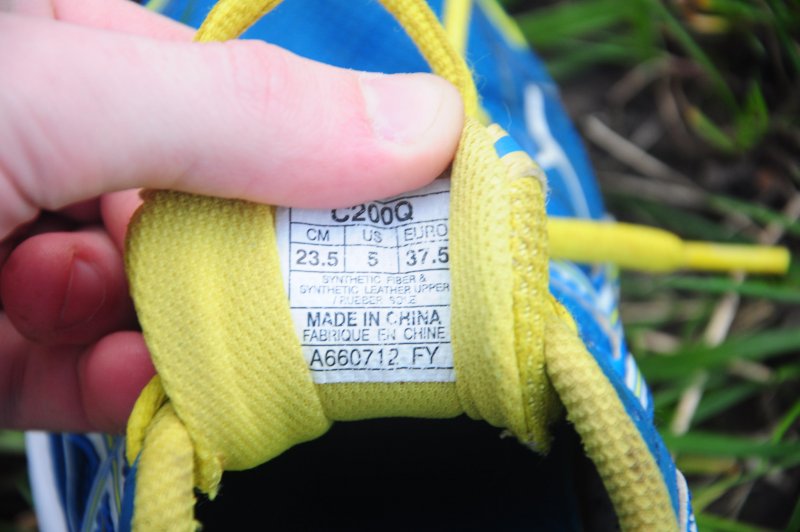 C200Q
CM US EURO
23.5 5 37.5
SYNTHETIC FIBER &
SYNTHETIC LEATHER UPPER
/ RUBBER SOLE
MADE IN CHINA
FABRIQUE EN CHINE
A660712 FY